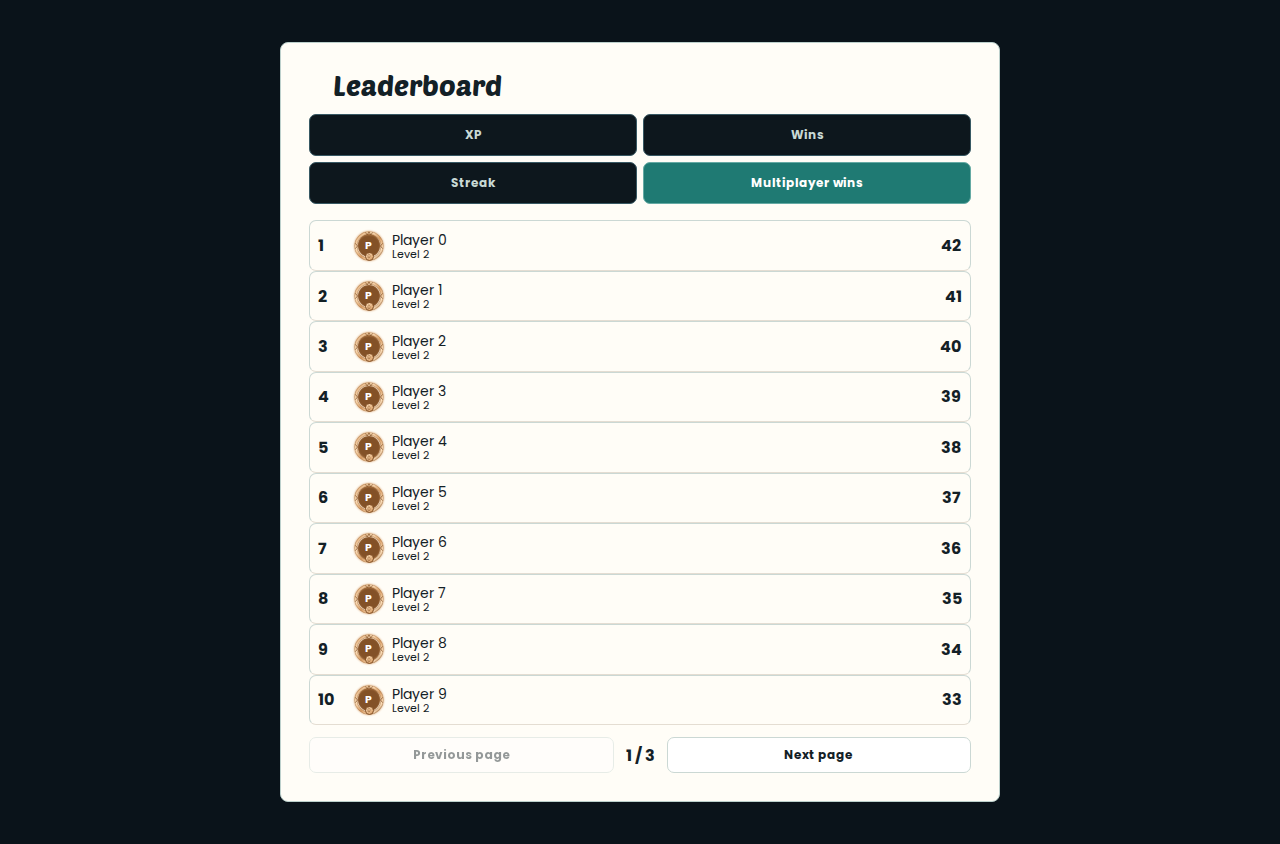 Leaderboard
XP
Wins
Streak
Multiplayer wins
1 P Player 0 42
Level 2
2 P Player 1 41
Level 2
3 P Player 2 40
Level 2
4 P Player 3 39
Level 2
5 P Player 4 38
Level 2
6 P Player 5 37
Level 2
7 P Player 6 36
Level 2
8 P Player 7 35
Level 2
9 P Player 8 34
Level 2
10 P Player 9 33
Level 2
Previous page 1 / 3 Next page